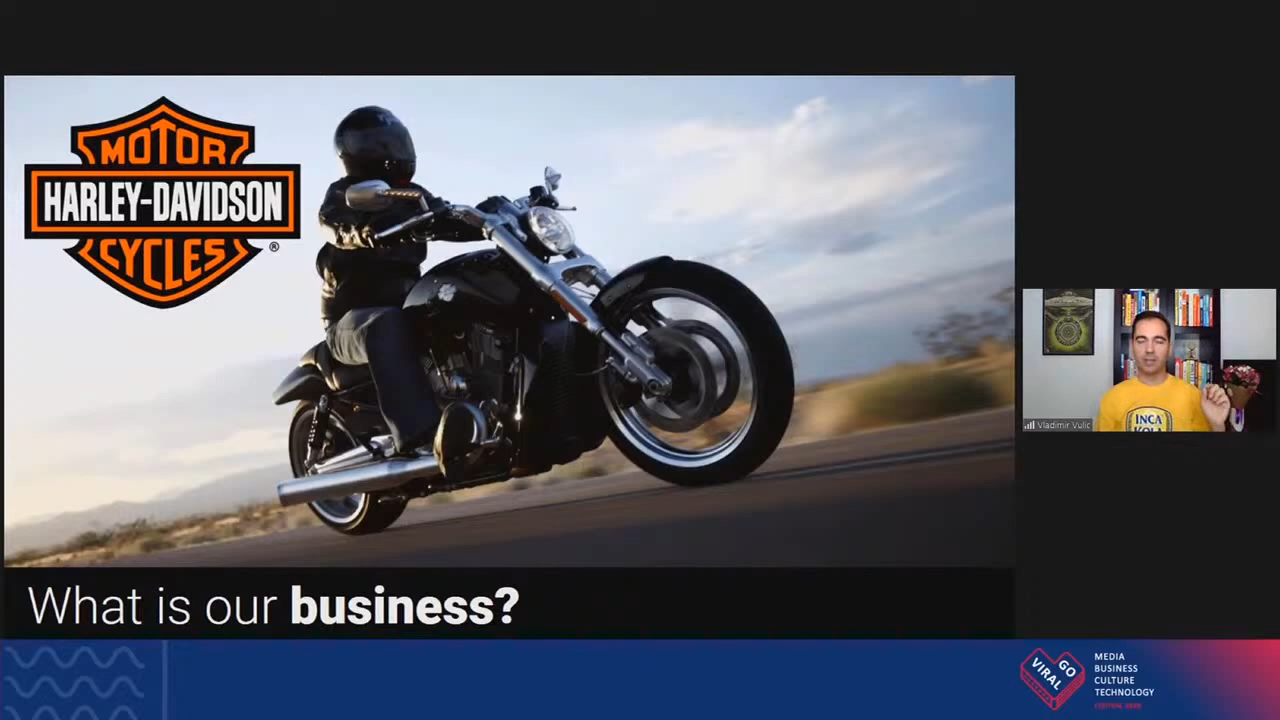 MOTOR
HARLEY-DAVIDSON
CYCLES
®
What is our business?
Vladimir Vulic
INCA
KOLA
GO
VIRAL
MEDIA
BUSINESS
CULTURE
TECHNOLOGY